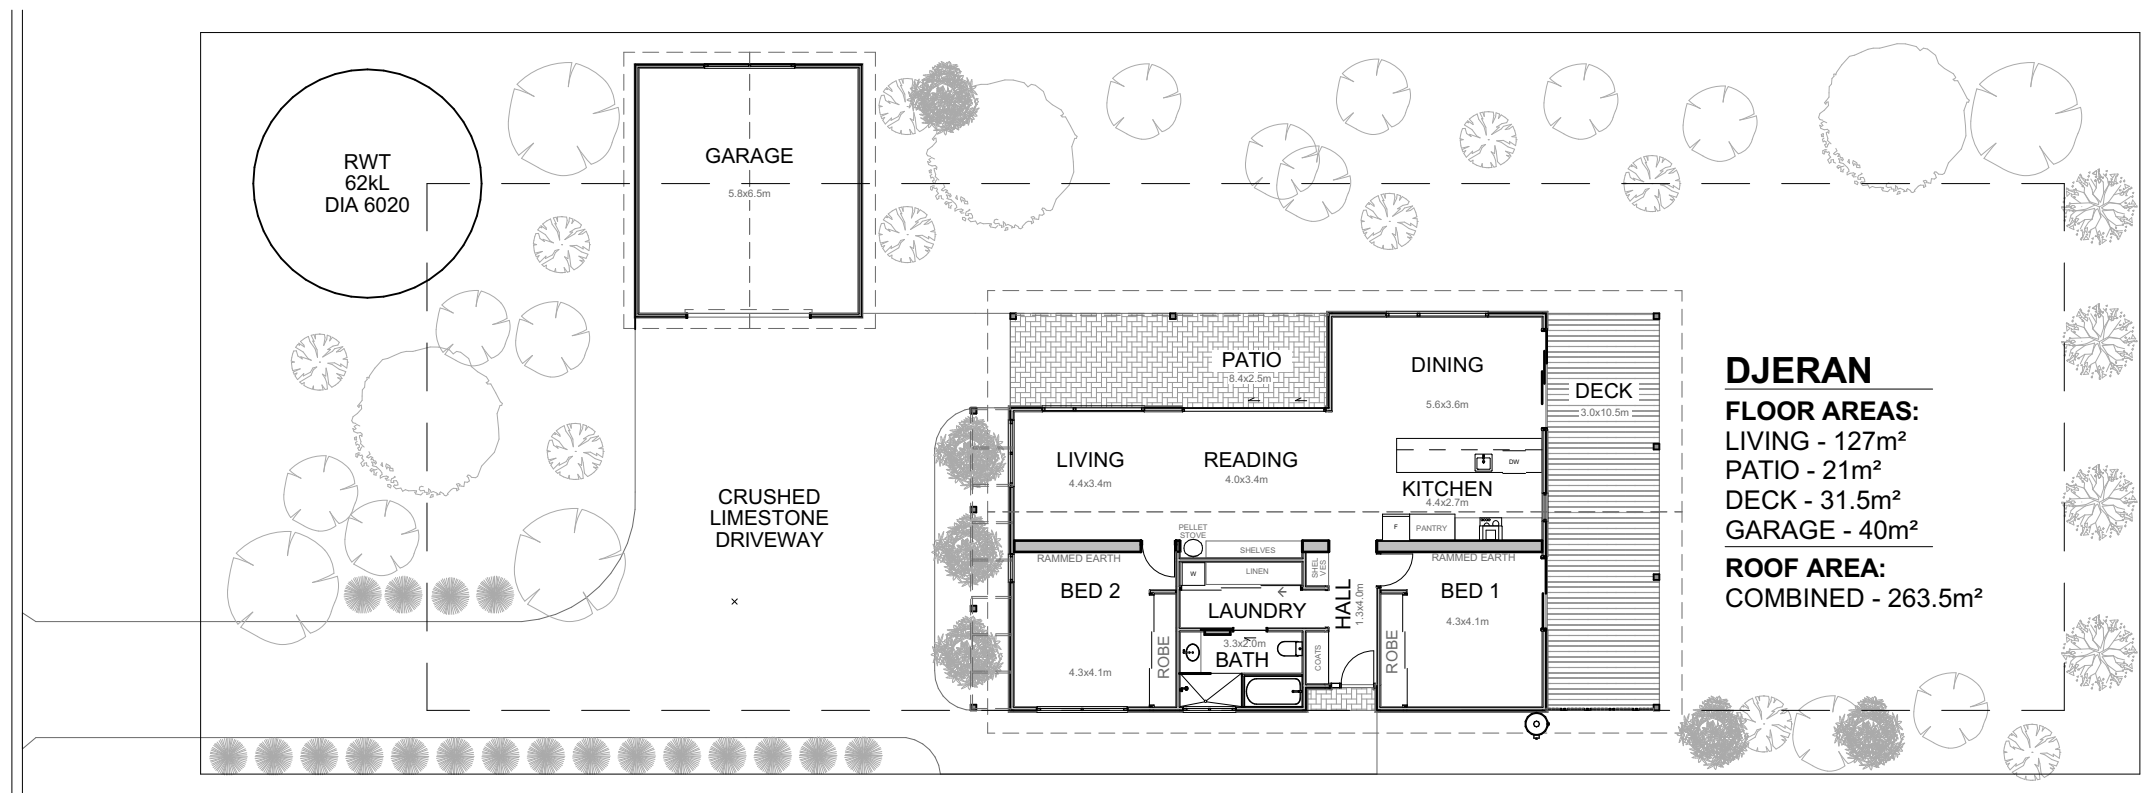 RWT
62kL
DIA 6020
GARAGE
5.8x6.5m
CRUSHED
LIMESTONE
DRIVEWAY
PATIO
8.4x2.5m
DINING
5.6x3.6m
DECK
3.0x10.5m
LIVING
4.4x3.4m
READING
4.0x3.4m
DW
KITCHEN
4.4x2.7m
F
PANTRY
PELLET
STOVE
SHELVES
RAMMED EARTH
RAMMED EARTH
BED 2
4.3x4.1m
ROBE
W
LINEN
SHEL
VES
LAUNDRY
HALL
1.3x4.0m
3.3x2.0m
BATH
COATS
BED 1
4.3x4.1m
ROBE
DJERAN
FLOOR AREAS:
LIVING - 127m²
PATIO - 21m²
DECK - 31.5m²
GARAGE - 40m²
ROOF AREA:
COMBINED - 263.5m²